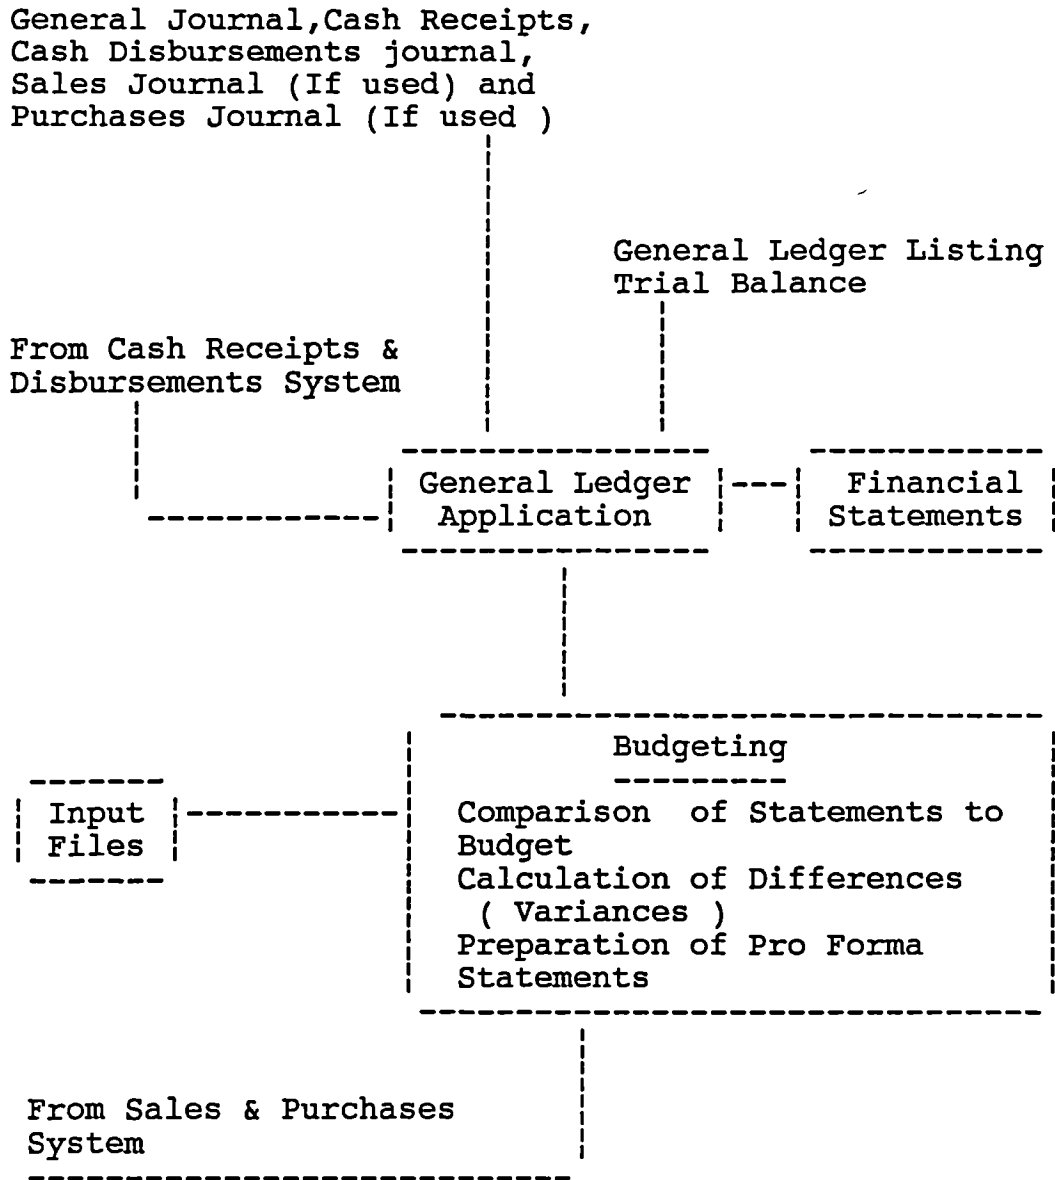 General Journal,Cash Receipts,
Cash Disbursements journal,
Sales Journal (If used) and
Purchases Journal (If used )
General Ledger Listing
Trial Balance
From Cash Receipts &
Disbursements System
General Ledger
Application
Financial
Statements
Budgeting
Input
Files
Comparison of Statements to
Budget
Calculation of Differences
( Variances )
Preparation of Pro Forma
Statements
From Sales & Purchases
System